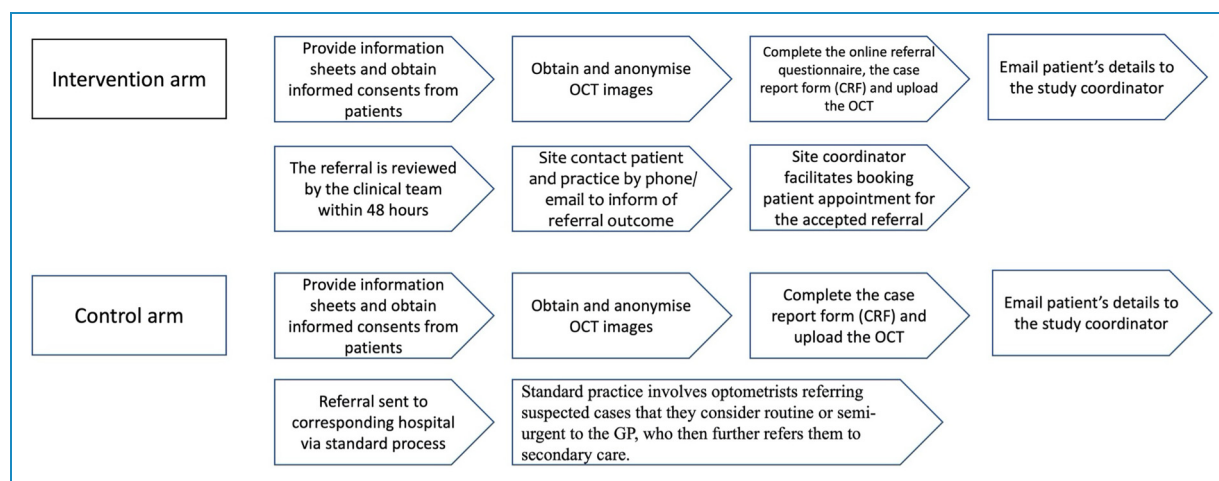 Intervention arm
Provide information
sheets and obtain
informed consents from
patients
Obtain and anonymise
OCT images
Complete the online referral
questionnaire, the case
report form (CRF) and upload
the OCT
Email patient’s details to
the study coordinator
The referral is reviewed
by the clinical team
within 48 hours
Site contact patient
and practice by phone/
email to inform of
referral outcome
Site coordinator
facilitates booking
patient appointment for
the accepted referral
Control arm
Provide information
sheets and obtain
informed consents from
patients
Obtain and anonymise
OCT images
Complete the case
report form (CRF) and
upload the OCT
Email patient’s details to
the study coordinator
Referral sent to
corresponding hospital
via standard process
Standard practice involves optometrists referring
suspected cases that they consider routine or semi-
urgent to the GP, who then further refers them to
secondary care.